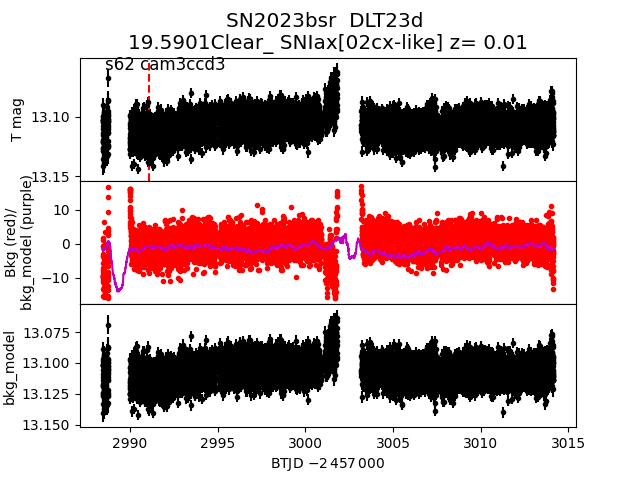 SN2023bsr  DLT23d
19.5901Clear_ SNIax[02cx-like] z= 0.01
s62 cam3ccd3
T mag
13.10
13.15
Bkg (red)/
bkg_model (purple)
10
0
−10
bkg_model
13.075
13.100
13.125
13.150
2990
2995
3000
3005
3010
3015
BTJD −2 457 000